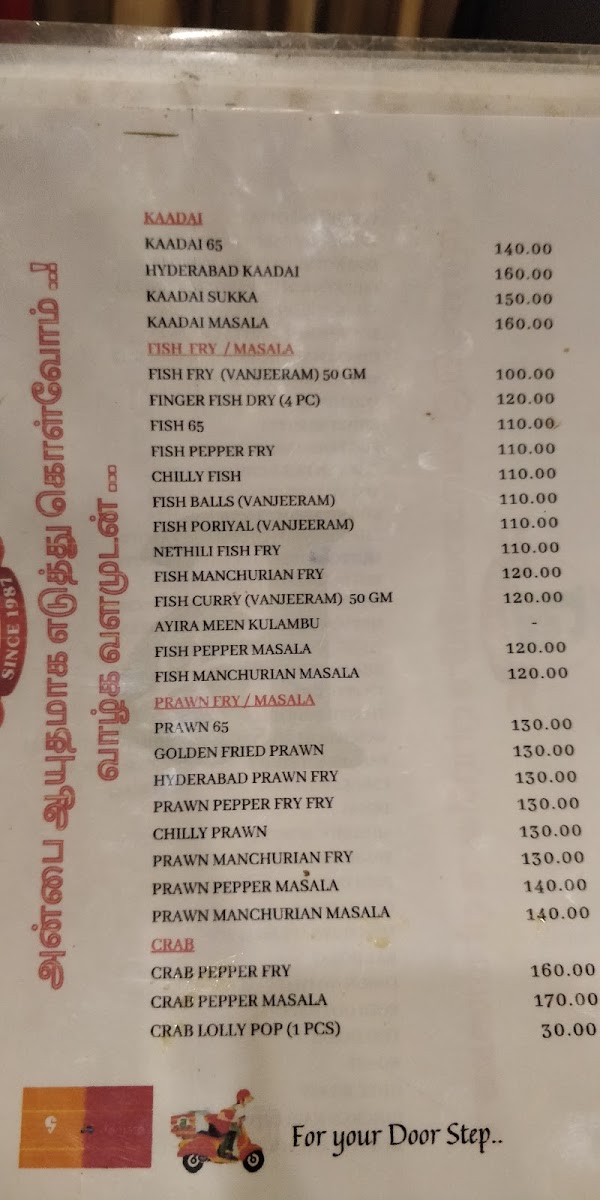 KAADAI
KAADAI 65 140.00
HYDERABAD KAADAI 160.00
KAADAI SUKKA 150.00
KAADAI MASALA 160.00
FISH FRY / MASALA
FISH FRY (VANJEERAM) 50 GM 100.00
FINGER FISH DRY (4 PC) 120.00
FISH 65 110.00
FISH PEPPER FRY 110.00
CHILLY FISH 110.00
FISH BALLS (VANJEERAM) 110.00
FISH PORIYAL (VANJEERAM) 110.00
NETHILI FISH FRY 110.00
FISH MANCHURIAN FRY 120.00
FISH CURRY (VANJEERAM) 50 GM 120.00
AYIRA MEEN KULAMBU -
FISH PEPPER MASALA 120.00
FISH MANCHURIAN MASALA 120.00
PRAWN FRY / MASALA
PRAWN 65 130.00
GOLDEN FRIED PRAWN 130.00
HYDERABAD PRAWN FRY 130.00
PRAWN PEPPER FRY FRY 130.00
CHILLY PRAWN 130.00
PRAWN MANCHURIAN FRY 130.00
PRAWN PEPPER MASALA 140.00
PRAWN MANCHURIAN MASALA 140.00
CRAB
CRAB PEPPER FRY 160.00
CRAB PEPPER MASALA 170.00
CRAB LOLLY POP (1 PCS) 30.00
அன்பை ஆயுதமாக எடுத்து கொள்வோம் ...!
வாழ்க வளமுடன் ...
SINCE 1987
For your Door Step..